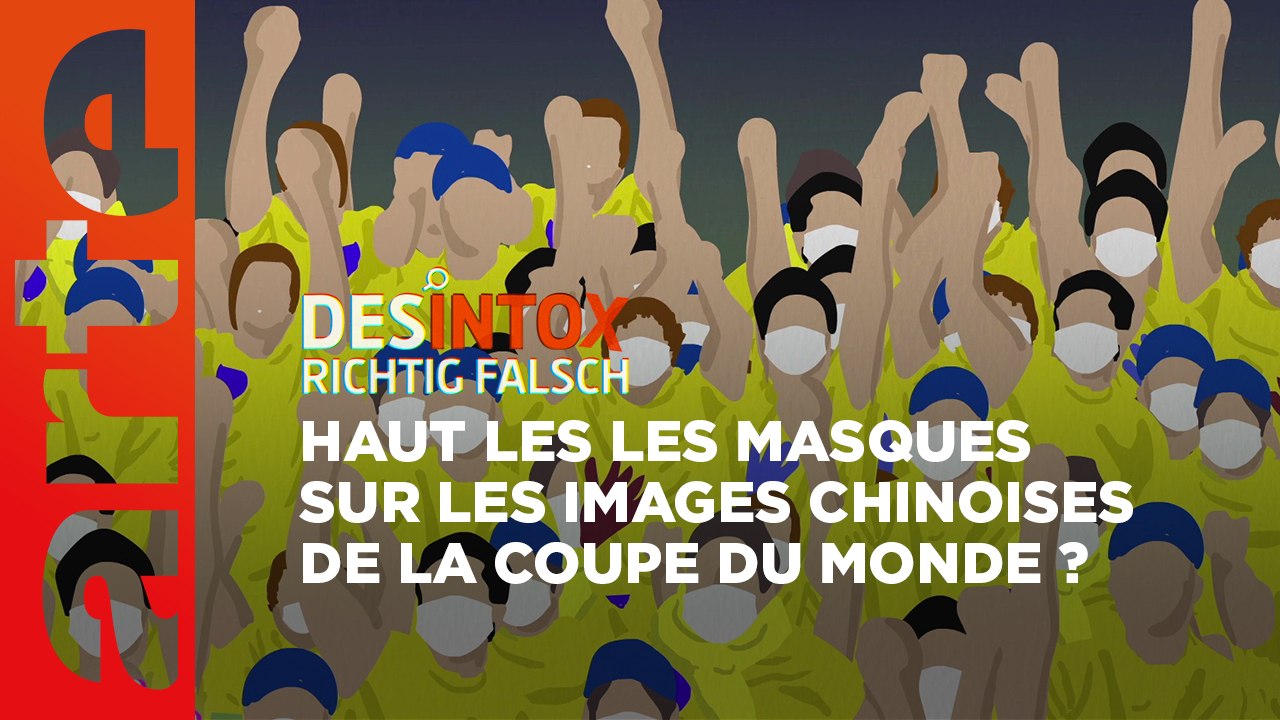 arte
DESINTOX
RICHTIG FALSCH
HAUT LES LES MASQUES
SUR LES IMAGES CHINOISES
DE LA COUPE DU MONDE ?